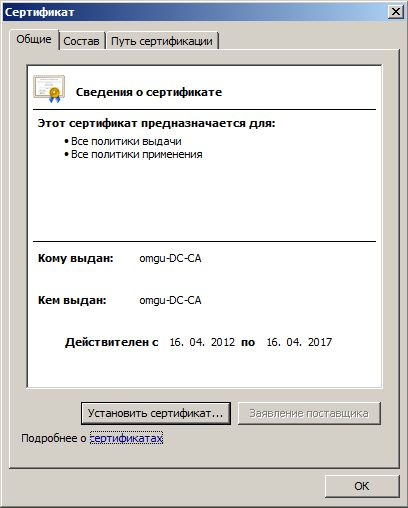 Сертификат
Общие Состав Путь сертификации
Сведения о сертификате
Этот сертификат предназначается для:
• Все политики выдачи
• Все политики применения
Кому выдан: omgu-DC-CA
Кем выдан: omgu-DC-CA
Действителен с 16. 04. 2012 по 16. 04. 2017
Установить сертификат... Заявление поставщика
Подробнее о сертификатах
ОК